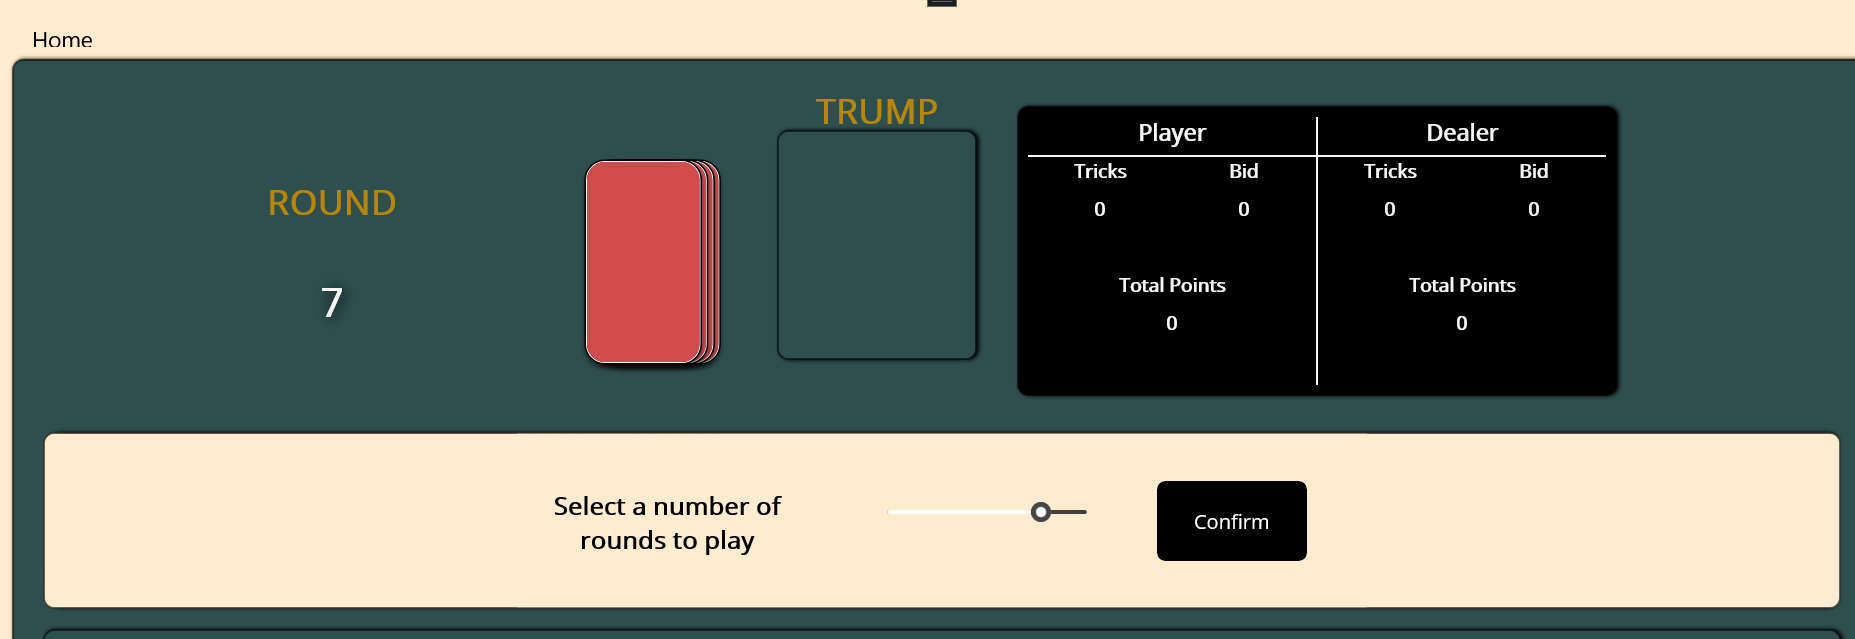 Home
TRUMP
ROUND
7
Player Dealer
Tricks Bid Tricks Bid
0 0 0 0
Total Points Total Points
0 0
Select a number of
rounds to play
Confirm